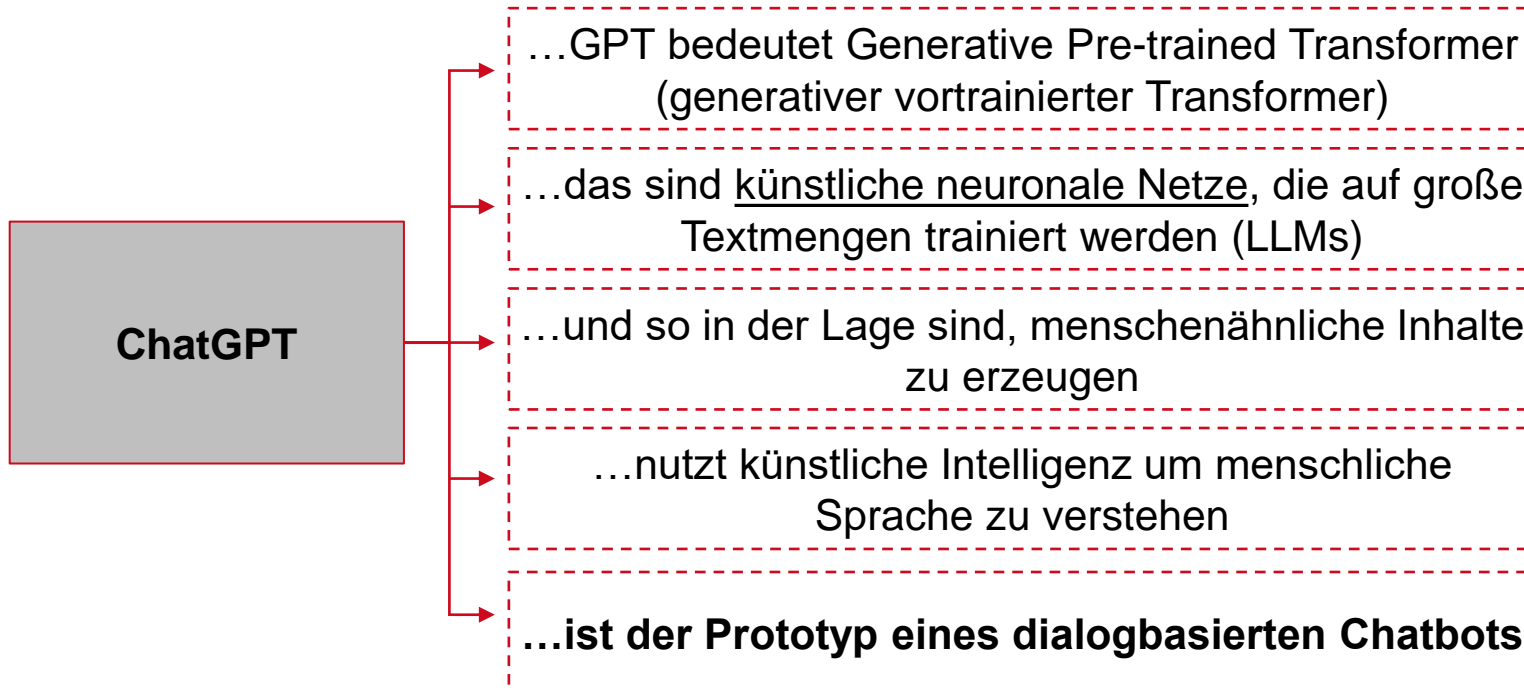 …GPT bedeutet Generative Pre-trained Transformer
(generativer vortrainierter Transformer)
…das sind künstliche neuronale Netze, die auf große
Textmengen trainiert werden (LLMs)
ChatGPT
…und so in der Lage sind, menschenähnliche Inhalte
zu erzeugen
…nutzt künstliche Intelligenz um menschliche
Sprache zu verstehen
…ist der Prototyp eines dialogbasierten Chatbots